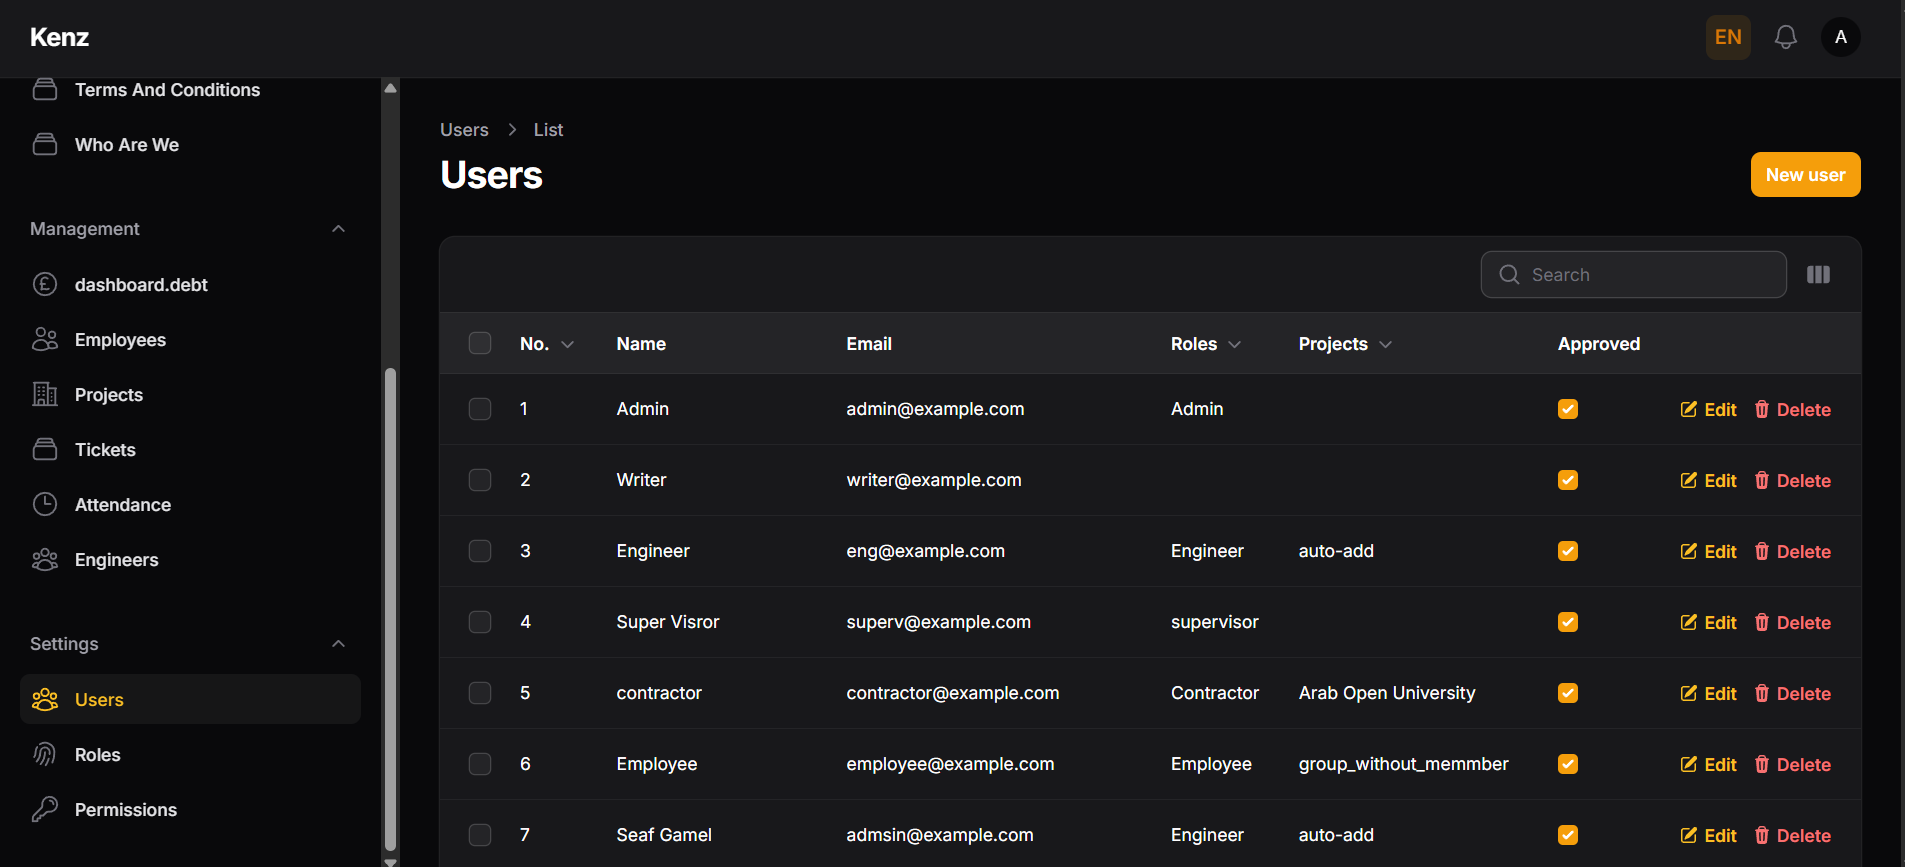 Kenz
EN
A
Terms And Conditions
Who Are We
Management
dashboard.debt
Employees
Projects
Tickets
Attendance
Engineers
Settings
Users
Roles
Permissions
Users > List
Users
New user
Search
No. Name Email Roles Projects Approved
1 Admin admin@example.com Admin Edit Delete
2 Writer writer@example.com Edit Delete
3 Engineer eng@example.com Engineer auto-add Edit Delete
4 Super Visror superv@example.com supervisor Edit Delete
5 contractor contractor@example.com Contractor Arab Open University Edit Delete
6 Employee employee@example.com Employee group_without_memmber Edit Delete
7 Seaf Gamel admsin@example.com Engineer auto-add Edit Delete